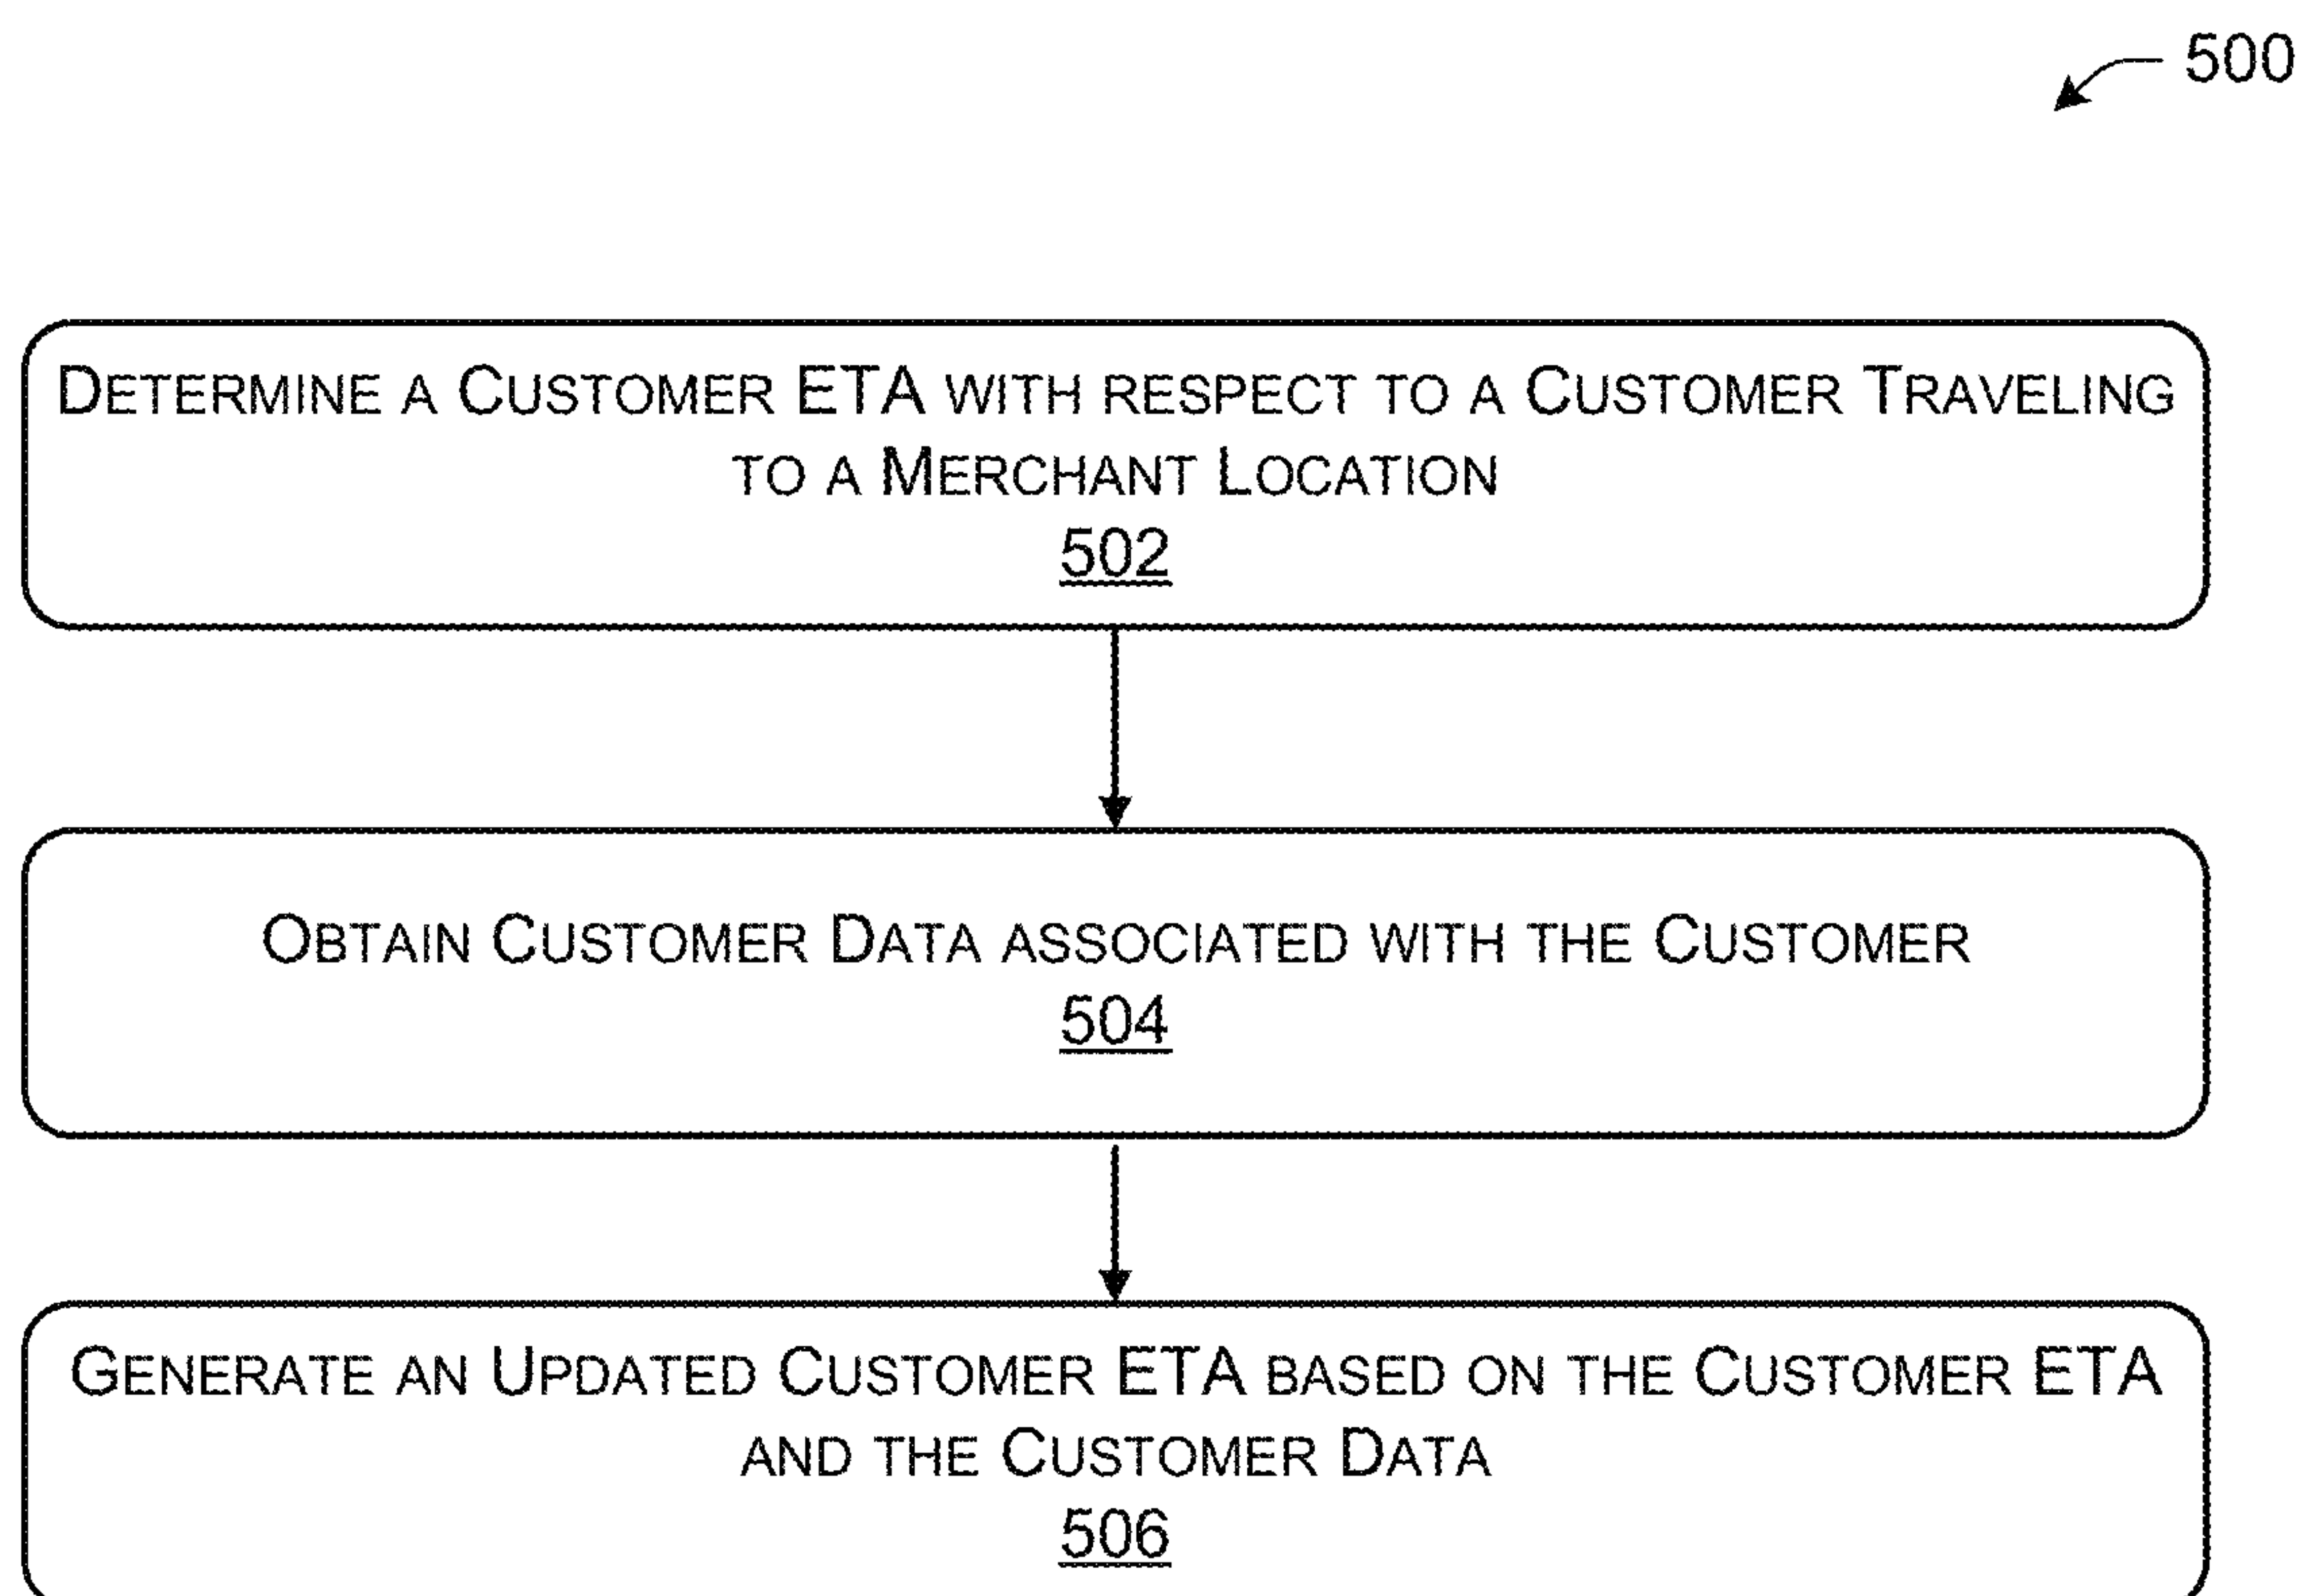 500
DETERMINE A CUSTOMER ETA WITH RESPECT TO A CUSTOMER TRAVELING
TO A MERCHANT LOCATION
502
OBTAIN CUSTOMER DATA ASSOCIATED WITH THE CUSTOMER
504
GENERATE AN UPDATED CUSTOMER ETA BASED ON THE CUSTOMER ETA
AND THE CUSTOMER DATA
506